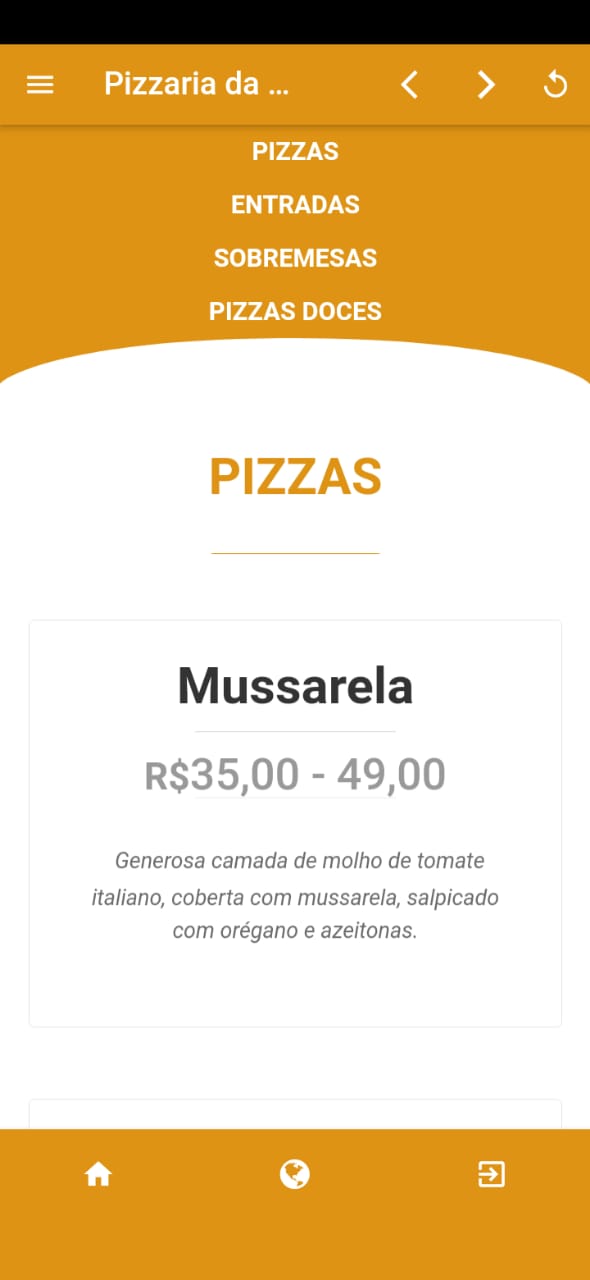 Pizzaria da ...
PIZZAS
ENTRADAS
SOBREMESAS
PIZZAS DOCES
PIZZAS
Mussarela
R$35,00 - 49,00
Generosa camada de molho de tomate
italiano, coberta com mussarela, salpicado
com orégano e azeitonas.